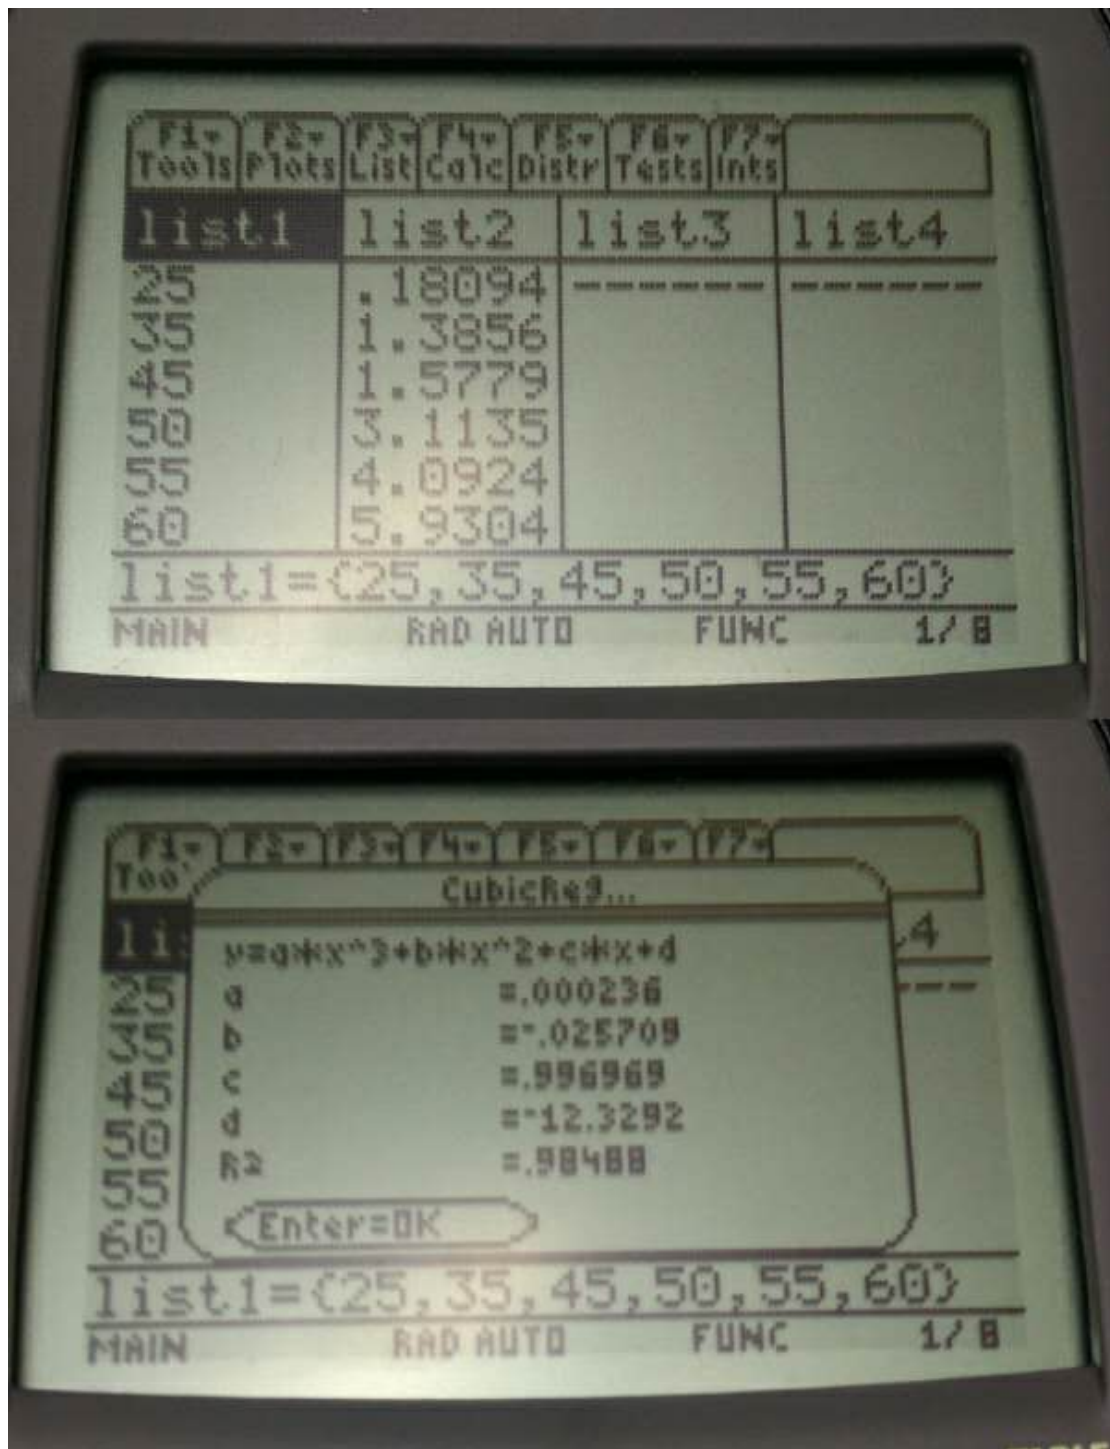 F1 F2 F3 F4 F5 F6 F7
Tools Plots List Calc Distr Tests Ints
list1 list2 list3 list4
25 .18094 ------ ------
35 1.3856
45 1.5779
50 3.1135
55 4.0924
60 5.9304
list1={25,35,45,50,55,60}
MAIN RAD AUTO FUNC 1/8
F1 F2 F3 F4 F5 F6 F7
Too
CubicReg...
li 4
y=a*x^3+b*x^2+c*x+d
25 a =.000236 ---
35 b =-.025709
45 c =.996969
50 d =-12.3292
55 R² =.98488
60 Enter=OK
list1={25,35,45,50,55,60}
MAIN RAD AUTO FUNC 1/8